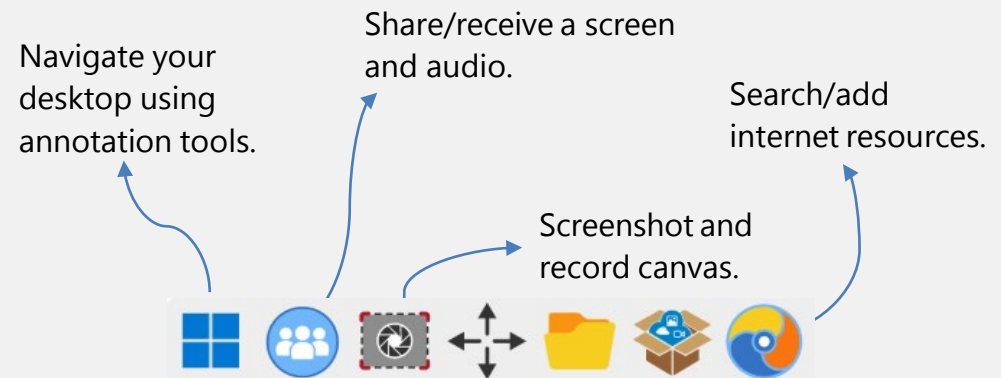 Navigate your
desktop using
annotation tools.
Share/receive a screen
and audio.
Search/add
internet resources.
Screenshot and
record canvas.